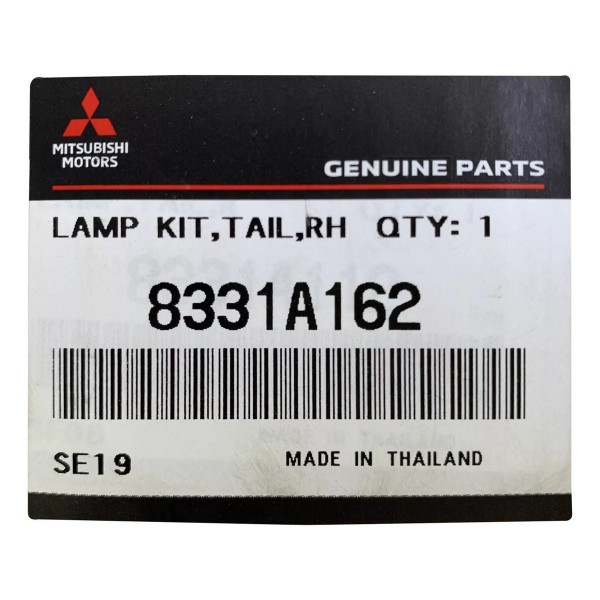 MITSUBISHI
MOTORS
GENUINE PARTS
LAMP KIT,TAIL,RH QTY: 1
8331A162
SE19
MADE IN THAILAND